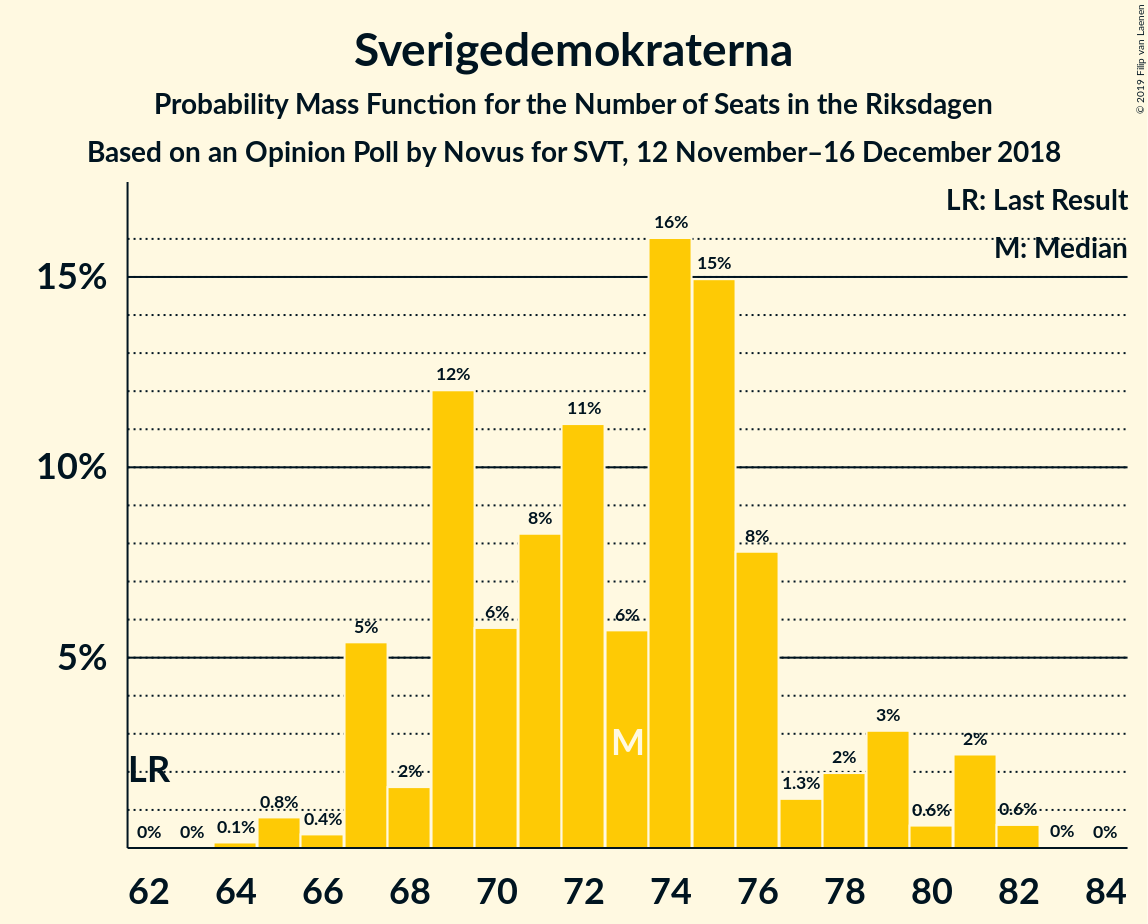 Sverigedemokraterna
Probability Mass Function for the Number of Seats in the Riksdagen
Based on an Opinion Poll by Novus for SVT, 12 November–16 December 2018
© 2019 Filip van Laenen
LR: Last Result
M: Median
15%
10%
5%
0%
0%
0.1%
0.8%
0.4%
5%
2%
12%
6%
8%
11%
6%
16%
15%
8%
1.3%
2%
3%
0.6%
2%
0.6%
0%
0%
LR
M
62 64 66 68 70 72 74 76 78 80 82 84